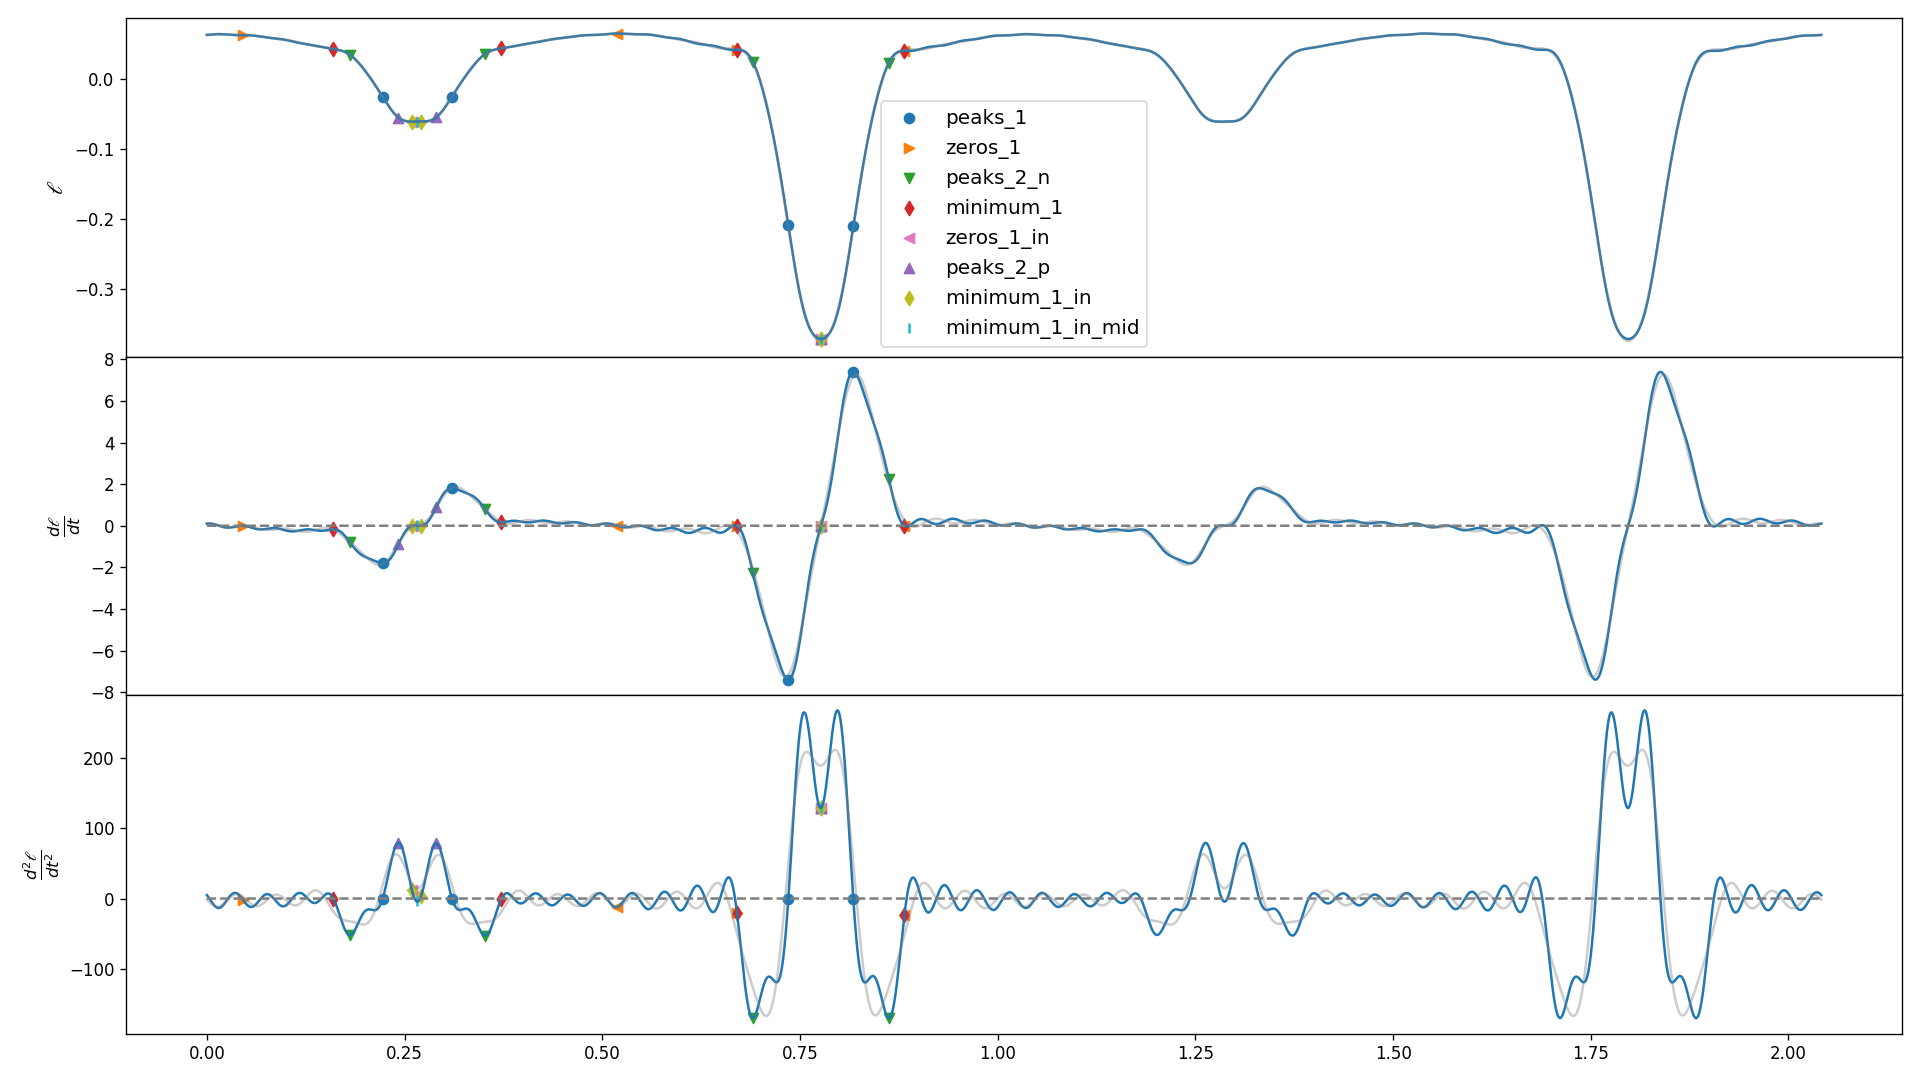 0.0
−0.1
−0.2
−0.3
ℓ
peaks_1
zeros_1
peaks_2_n
minimum_1
zeros_1_in
peaks_2_p
minimum_1_in
minimum_1_in_mid
8
6
4
2
0
−2
−4
−6
−8
dℓ
dt
200
100
0
−100
d²ℓ
dt²
0.00 0.25 0.50 0.75 1.00 1.25 1.50 1.75 2.00